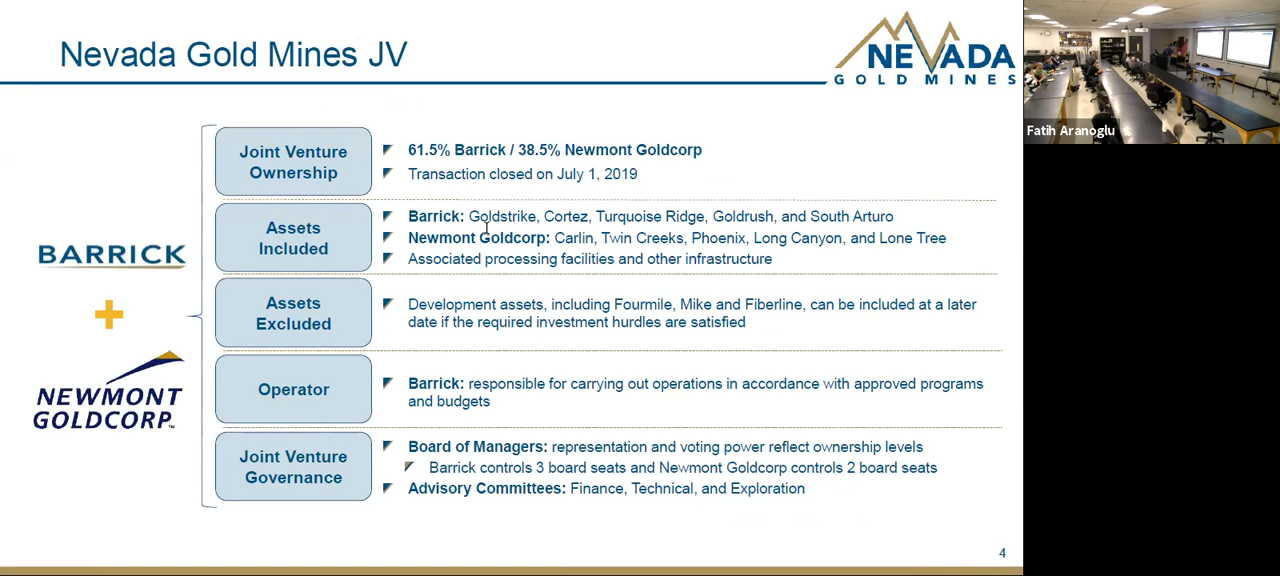 Nevada Gold Mines JV
NEVADA
GOLD MINES
Fatih Aranoglu
BARRICK
NEWMONT
GOLDCORP™
Joint Venture
Ownership
61.5% Barrick / 38.5% Newmont Goldcorp
Transaction closed on July 1, 2019
Assets
Included
Barrick: Goldstrike, Cortez, Turquoise Ridge, Goldrush, and South Arturo
Newmont Goldcorp: Carlin, Twin Creeks, Phoenix, Long Canyon, and Lone Tree
Associated processing facilities and other infrastructure
Assets
Excluded
Development assets, including Fourmile, Mike and Fiberline, can be included at a later
date if the required investment hurdles are satisfied
Operator
Barrick: responsible for carrying out operations in accordance with approved programs
and budgets
Joint Venture
Governance
Board of Managers: representation and voting power reflect ownership levels
Barrick controls 3 board seats and Newmont Goldcorp controls 2 board seats
Advisory Committees: Finance, Technical, and Exploration
4